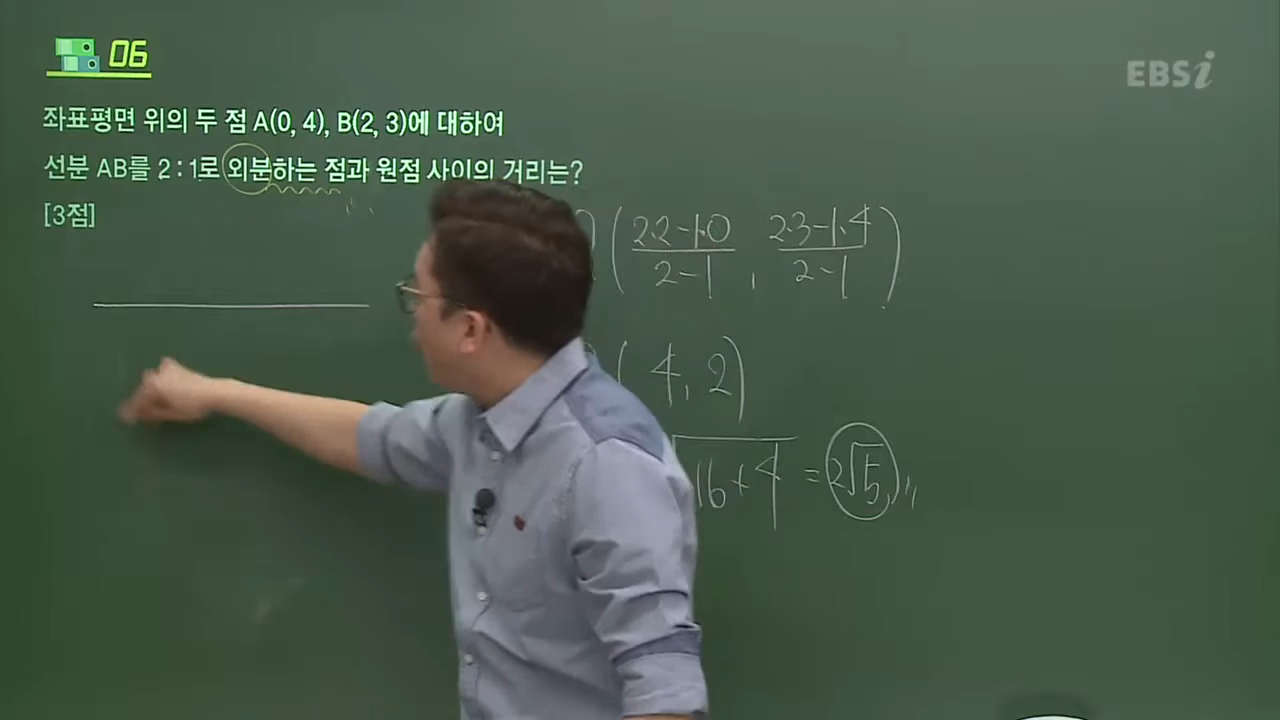 06
EBSi
좌표평면 위의 두 점 A(0, 4), B(2, 3)에 대하여
선분 AB를 2 : 1로 외분하는 점과 원점 사이의 거리는?
[3점]
( 2·2-1·0 / 2-1 , 2·3-1·4 / 2-1 )
( 4, 2 )
√16+4 = 2√5